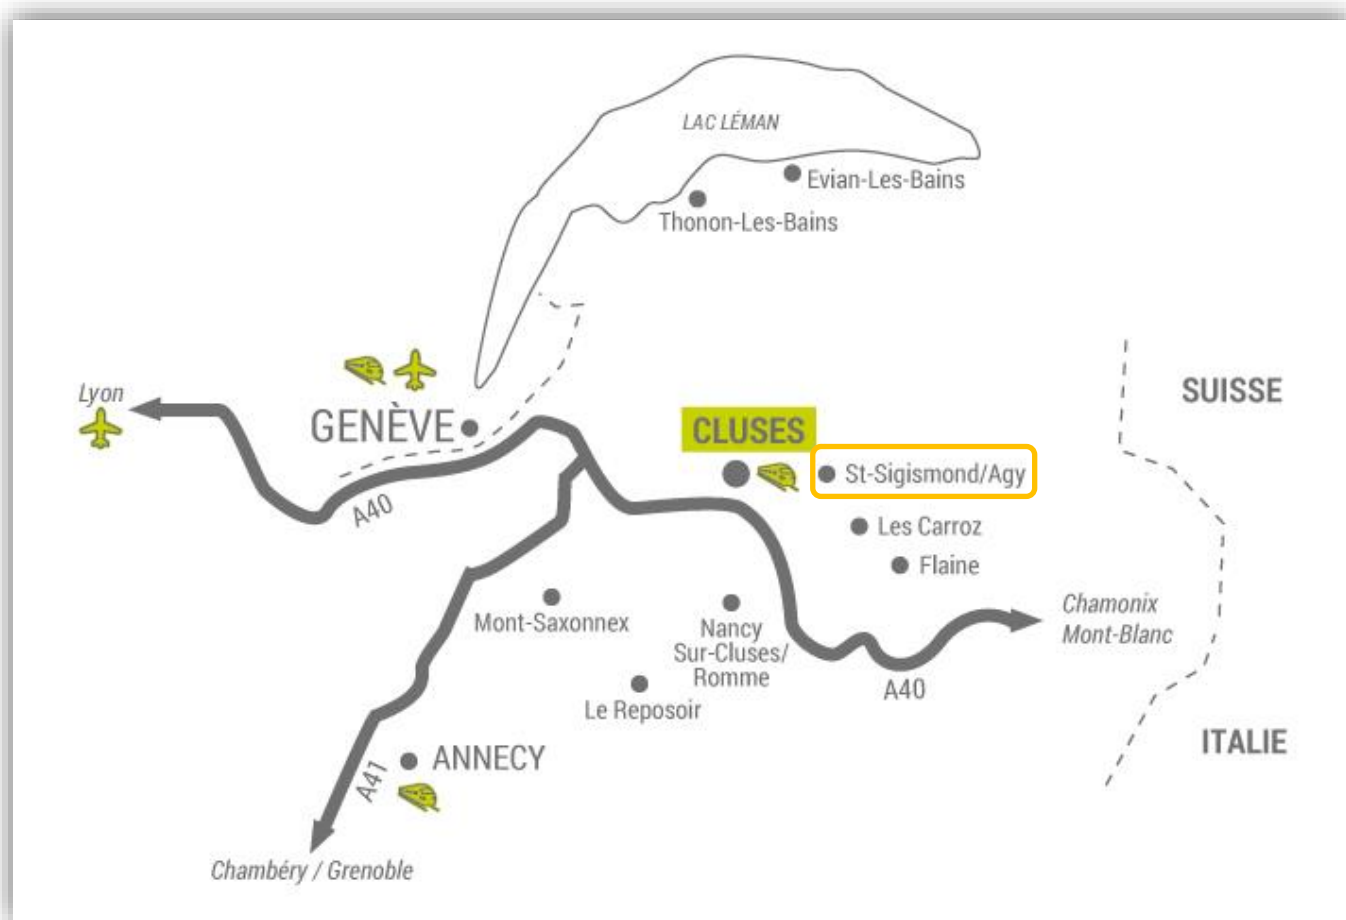 LAC LÉMAN
Evian-Les-Bains
Thonon-Les-Bains
Lyon
GENÈVE
A40
CLUSES
St-Sigismond/Agy
Les Carroz
Flaine
SUISSE
Chamonix
Mont-Blanc
Mont-Saxonnex
Nancy
Sur-Cluses/
Romme
A40
Le Reposoir
ITALIE
ANNECY
A41
Chambéry / Grenoble